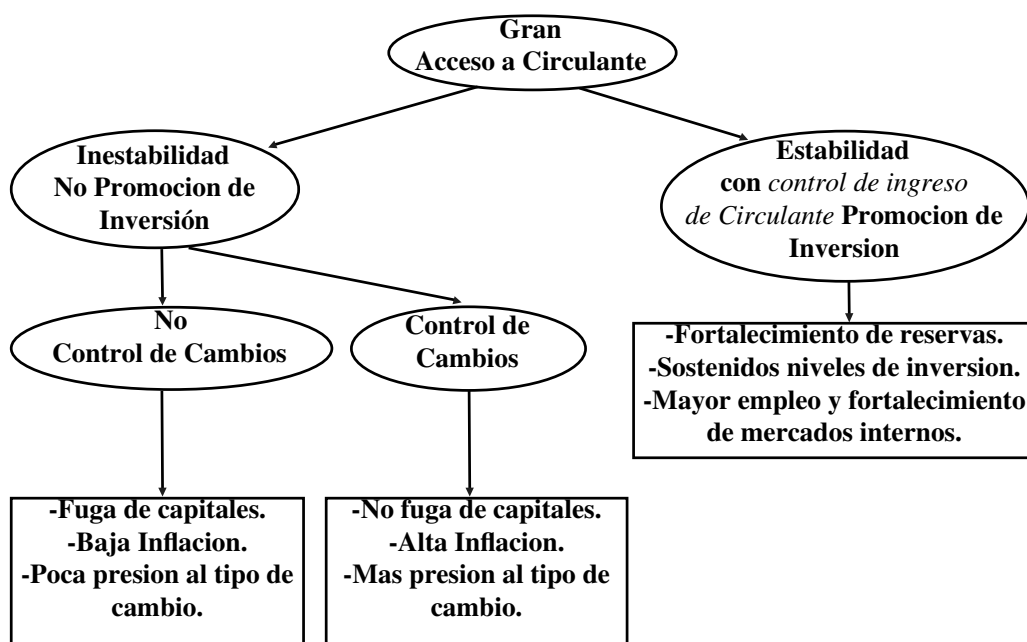 Gran
Acceso a Circulante
Inestabilidad
No Promocion de
Inversión
Estabilidad
con control de ingreso
de Circulante Promocion de
Inversion
No
Control de Cambios
Control de
Cambios
-Fortalecimiento de reservas.
-Sostenidos niveles de inversion.
-Mayor empleo y fortalecimiento
de mercados internos.
-Fuga de capitales.
-Baja Inflacion.
-Poca presion al tipo de
cambio.
-No fuga de capitales.
-Alta Inflacion.
-Mas presion al tipo de
cambio.